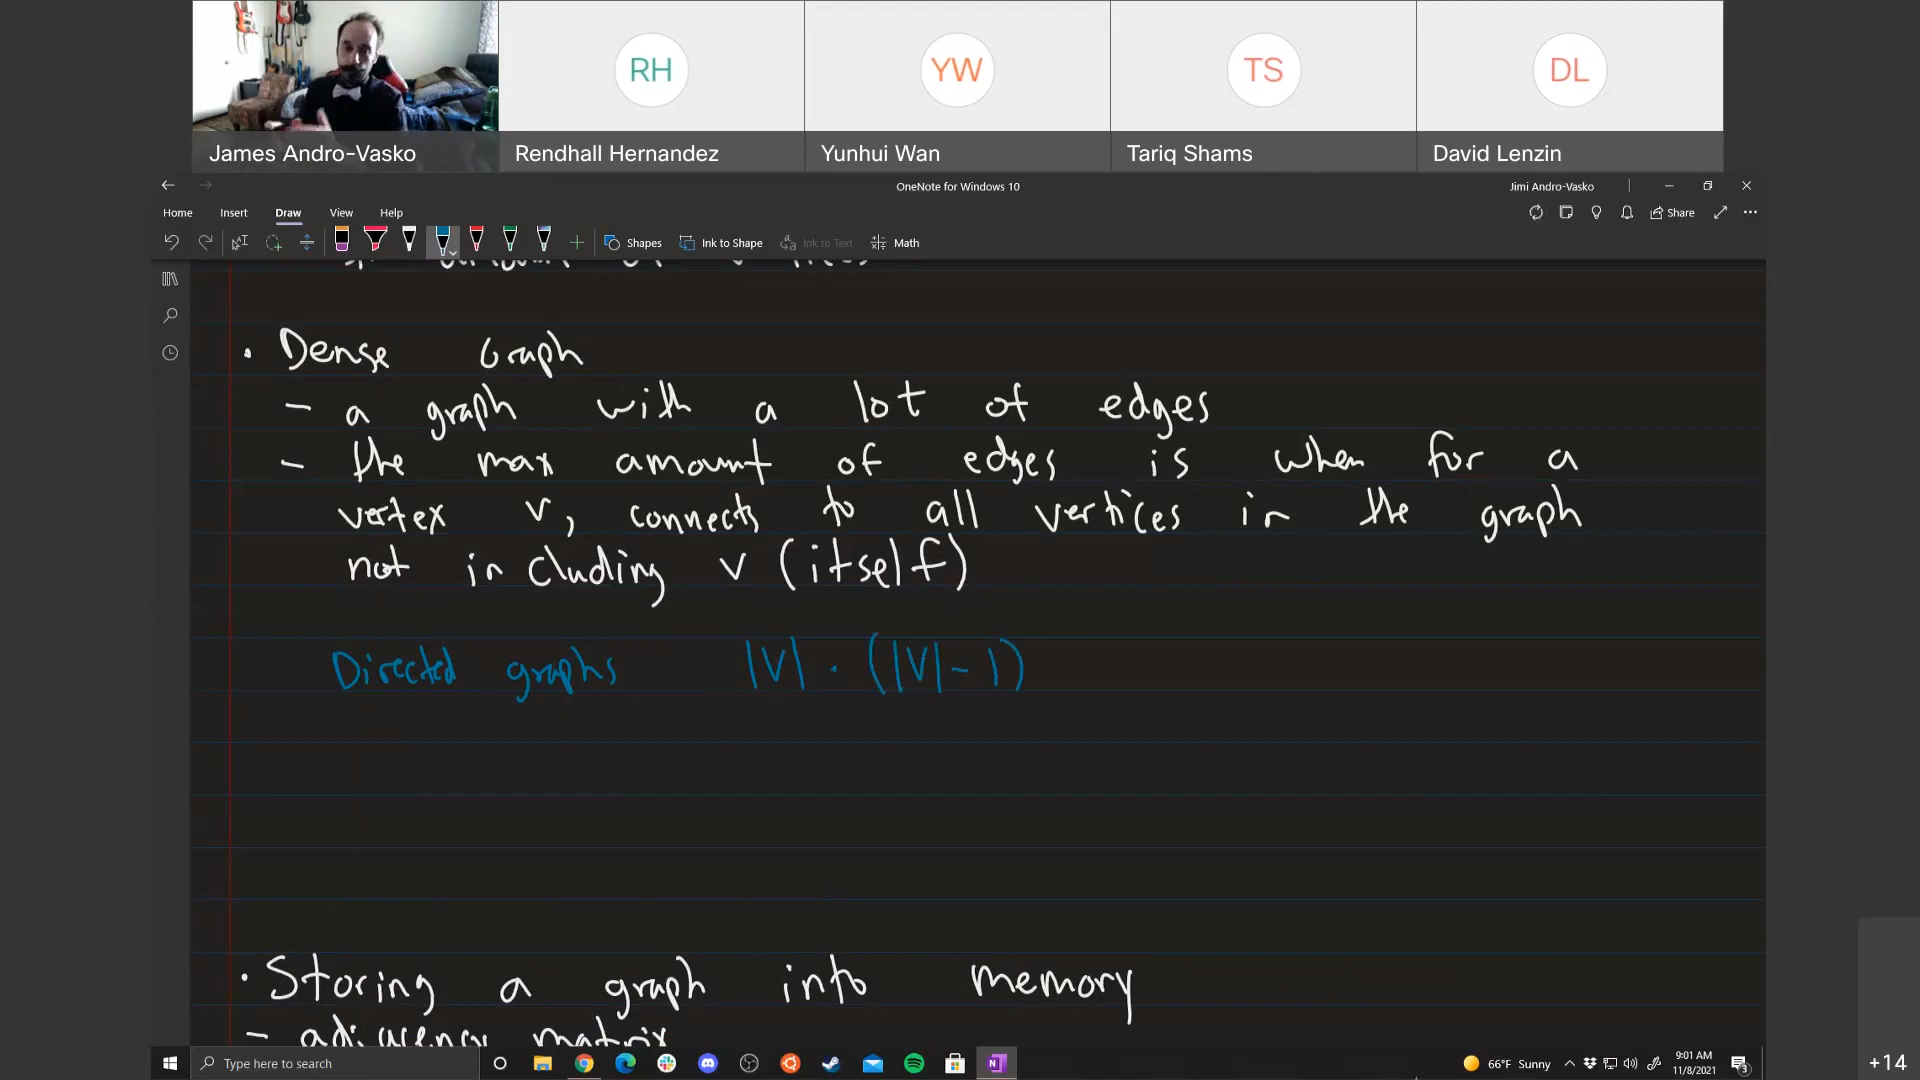 RH YW TS DL
James Andro-Vasko Rendhall Hernandez Yunhui Wan Tariq Shams David Lenzin
OneNote for Windows 10 Jimi Andro-Vasko
Home Insert Draw View Help Share
Shapes Ink to Shape Ink to Text Math
• Dense Graph
- a graph with a lot of edges
- the max amount of edges is when for a
vertex v, connects to all vertices in the graph
not including v (itself)
Directed graphs |V| · (|V| - 1)
• Storing a graph into memory
- adjacency matrix
Type here to search 66°F Sunny 9:01 AM
11/8/2021 3
+14